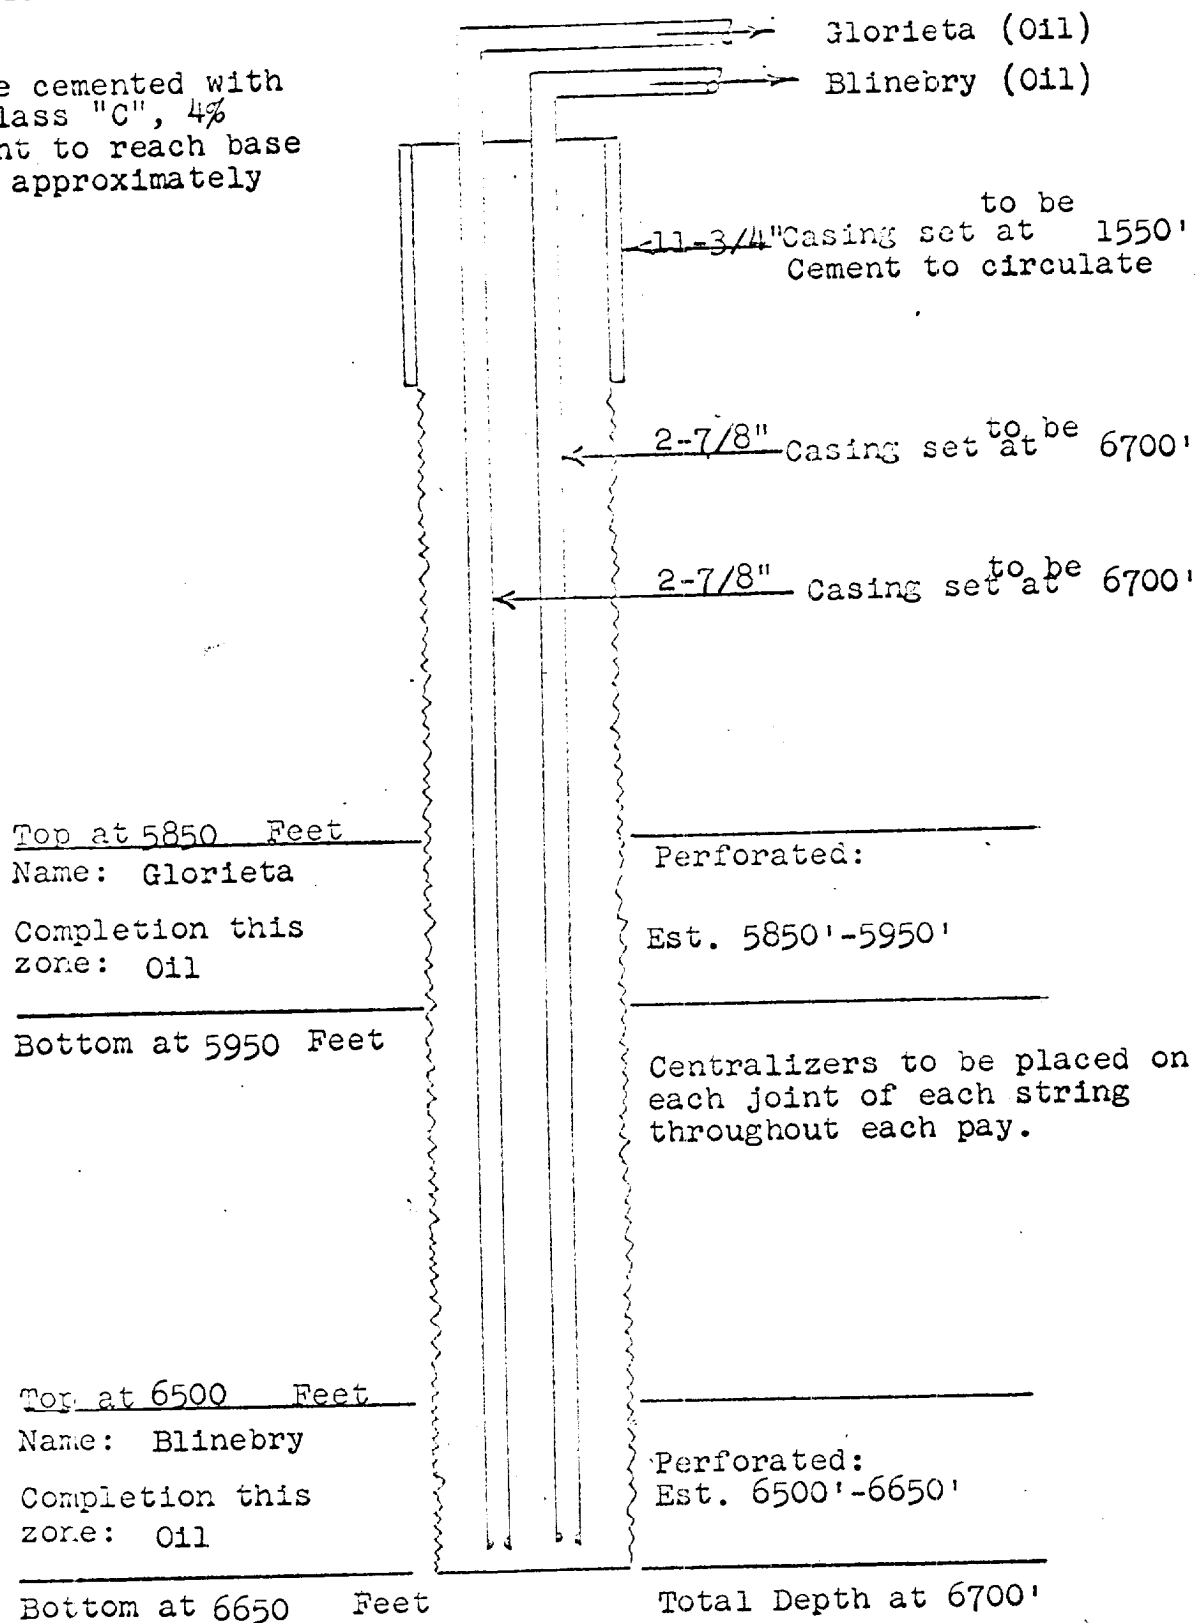 Glorieta (Oil)
Blinebry (Oil)
e cemented with
lass "C", 4%
nt to reach base
approximately
to be
11-3/4" Casing set at 1550'
Cement to circulate
to be
2-7/8" Casing set at 6700'
to be
2-7/8" Casing set at 6700'
Top at 5850 Feet
Name: Glorieta
Completion this
zone: Oil
Bottom at 5950 Feet
Perforated:
Est. 5850'-5950'
Centralizers to be placed on
each joint of each string
throughout each pay.
Top at 6500 Feet
Name: Blinebry
Completion this
zone: Oil
Bottom at 6650 Feet
Perforated:
Est. 6500'-6650'
Total Depth at 6700'